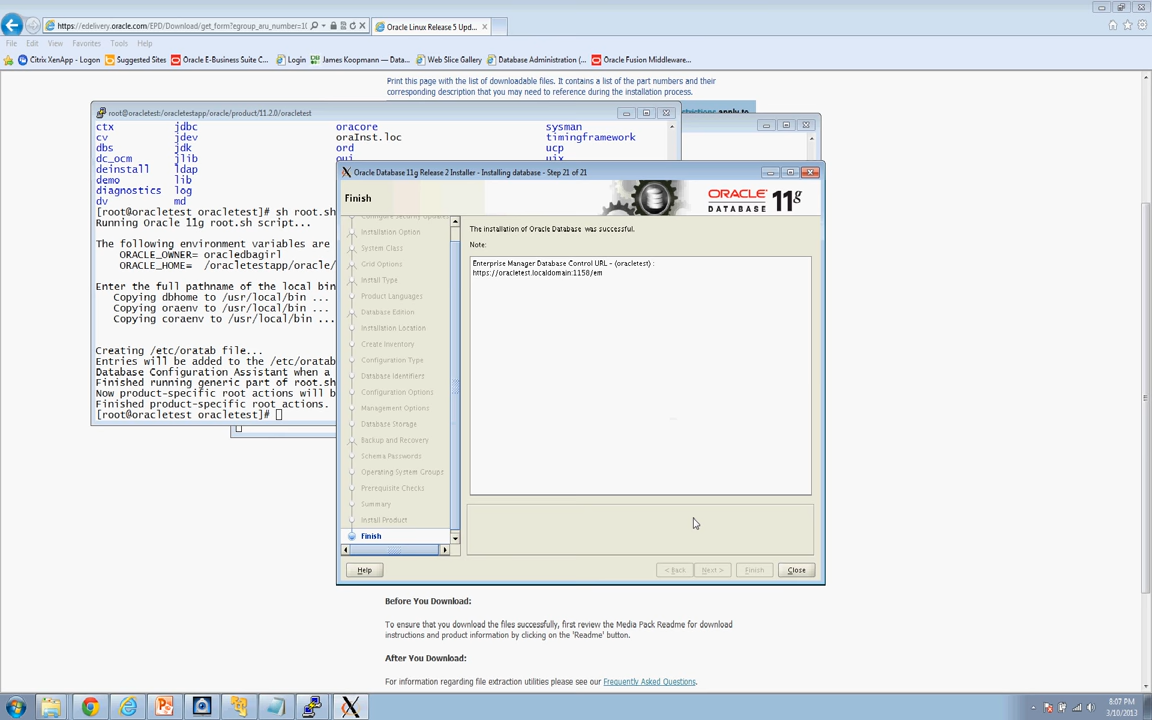 https://edelivery.oracle.com/EPD/Download/get_form?egroup_aru_number=1
Oracle Linux Release 5 Upd...
File Edit View Favorites Tools Help
Citrix XenApp - Logon
Suggested Sites
Oracle E-Business Suite C...
Login
James Koopmann — Data...
Web Slice Gallery
Database Administration (...
Oracle Fusion Middleware...
Print this page with the list of downloadable files. It contains a list of the part numbers and their
corresponding description that you may need to reference during the installation process.
apply to
root@oracletest:/oracletestapp/oracle/product/11.2.0/oracletest
ctx jdbc oracore sysman
cv jdev oraInst.loc timingframework
dbs jdk ord ucp
dc_ocm jlib oui uix
deinstall ldap
demo lib
diagnostics log
dv md
[root@oracletest oracletest]# sh root.sh
Running Oracle 11g root.sh script...
The following environment variables are
ORACLE_OWNER= oracledbagirl
ORACLE_HOME= /oracletestapp/oracle/
Enter the full pathname of the local bin
Copying dbhome to /usr/local/bin ...
Copying oraenv to /usr/local/bin ...
Copying coraenv to /usr/local/bin ...
Creating /etc/oratab file...
Entries will be added to the /etc/oratab
Database Configuration Assistant when a
Finished running generic part of root.sh
Now product-specific root actions will b
Finished product-specific root actions.
[root@oracletest oracletest]#
Oracle Database 11g Release 2 Installer - Installing database - Step 21 of 21
Finish
ORACLE DATABASE 11g
Configure Security Updates
Installation Option
System Class
Grid Options
Install Type
Product Languages
Database Edition
Installation Location
Create Inventory
Configuration Type
Database Identifiers
Configuration Options
Management Options
Database Storage
Backup and Recovery
Schema Passwords
Operating System Groups
Prerequisite Checks
Summary
Install Product
Finish
The installation of Oracle Database was successful.
Note:
Enterprise Manager Database Control URL - (oracletest) :
https://oracletest.localdomain:1158/em
Help
< Back
Next >
Finish
Close
Before You Download:
To ensure that you download the files successfully, first review the Media Pack Readme for download
instructions and product information by clicking on the 'Readme' button.
After You Download:
For information regarding file extraction utilities please see our Frequently Asked Questions.
8:07 PM
3/10/2013